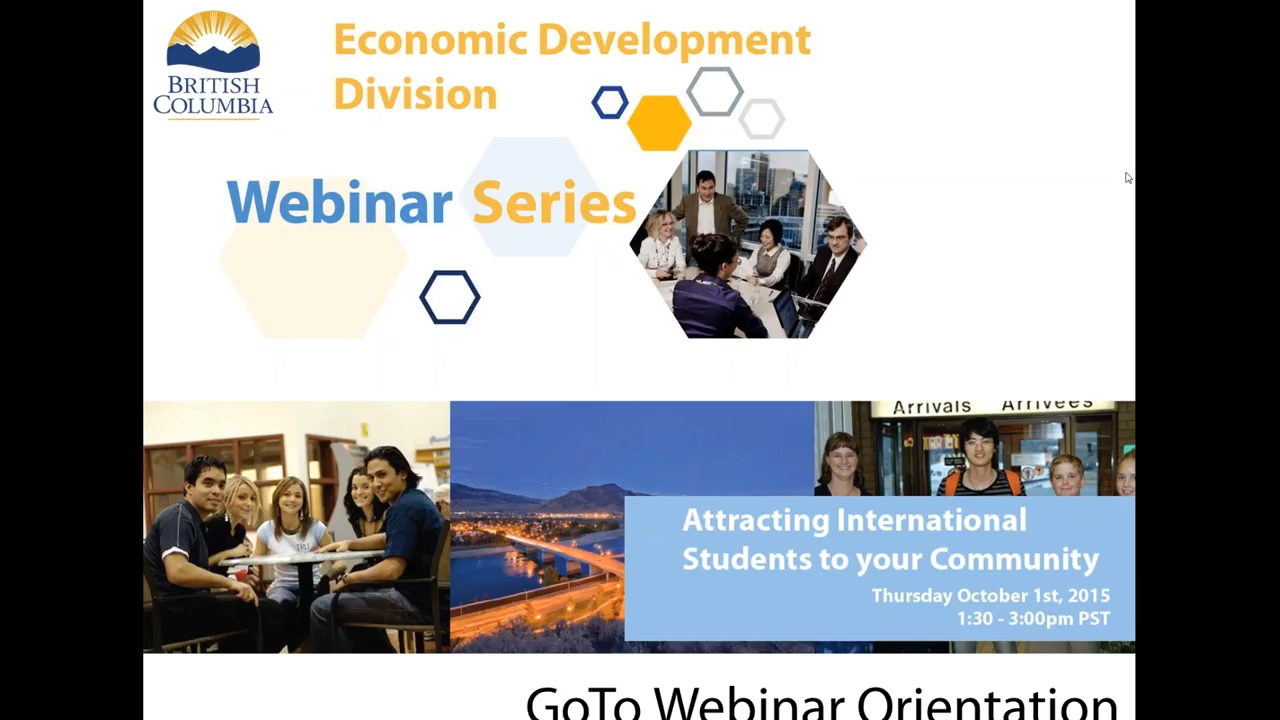 BRITISH
COLUMBIA
Economic Development
Division
Webinar Series
Arrivals Arrivées
TRU
Attracting International
Students to your Community
Thursday October 1st, 2015
1:30 - 3:00pm PST
GoTo Webinar Orientation